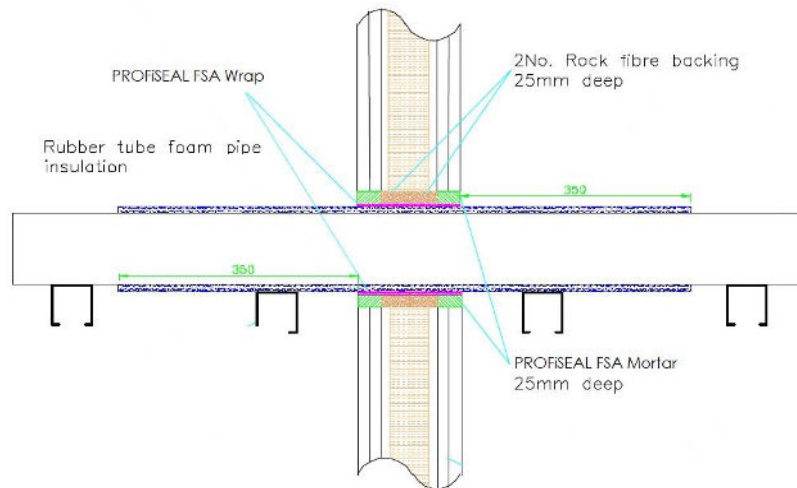 2No. Rock fibre backing
25mm deep
PROFiSEAL FSA Wrap
Rubber tube foam pipe
insulation
350
350
PROFiSEAL FSA Mortar
25mm deep